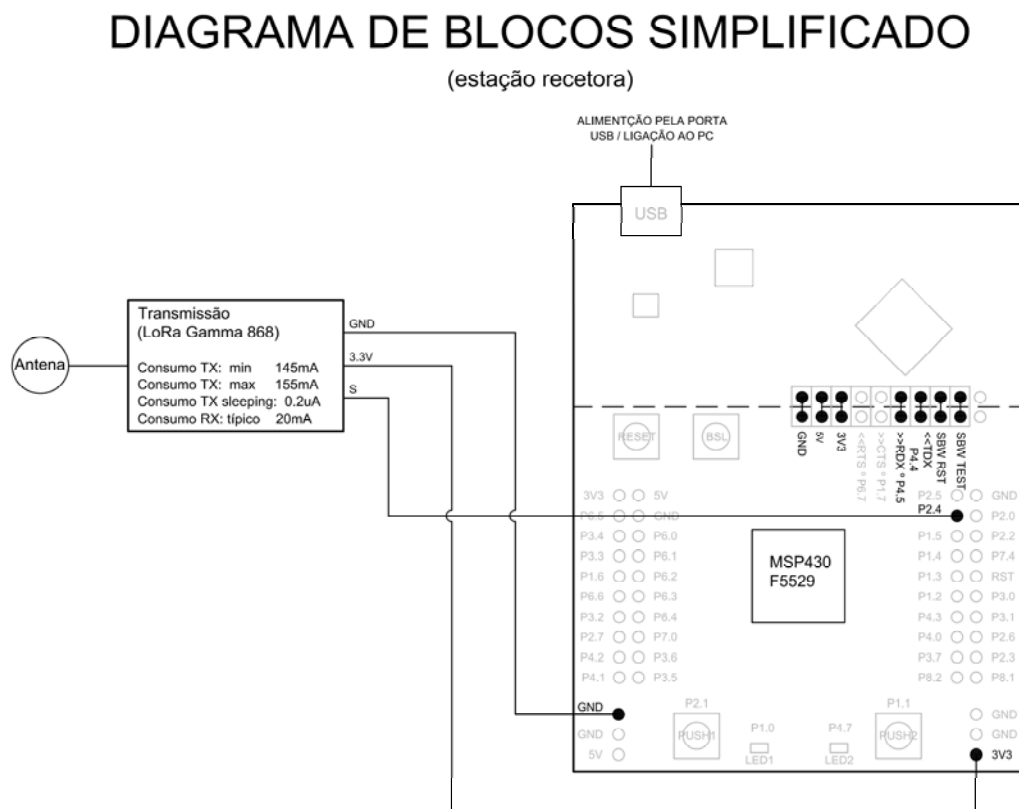 DIAGRAMA DE BLOCOS SIMPLIFICADO
(estação recetora)
ALIMENTÇÃO PELA PORTA
USB / LIGAÇÃO AO PC
USB
Transmissão
(LoRa Gamma 868)
Consumo TX: min 145mA
Consumo TX: max 155mA
Consumo TX sleeping: 0.2uA
Consumo RX: típico 20mA
Antena
GND
3.3V
S
RESET
BSL
GND
5V
3V3
<<RTS º P6.7
>>CTS º P1.7
>>RDX º P4.5
<<TDX
P4.4
SBW RST
SBW TEST
3V3 5V
P6.5 GND
P3.4 P6.0
P3.3 P6.1
P1.6 P6.2
P6.6 P6.3
P3.2 P6.4
P2.7 P7.0
P4.2 P3.6
P4.1 P3.5
MSP430
F5529
P2.5 GND
P2.4 P2.0
P1.5 P2.2
P1.4 P7.4
P1.3 RST
P1.2 P3.0
P4.3 P3.1
P4.0 P2.6
P3.7 P2.3
P8.2 P8.1
GND
GND
5V
P2.1
PUSH1
P1.0
LED1
P4.7
LED2
P1.1
PUSH2
GND
GND
3V3